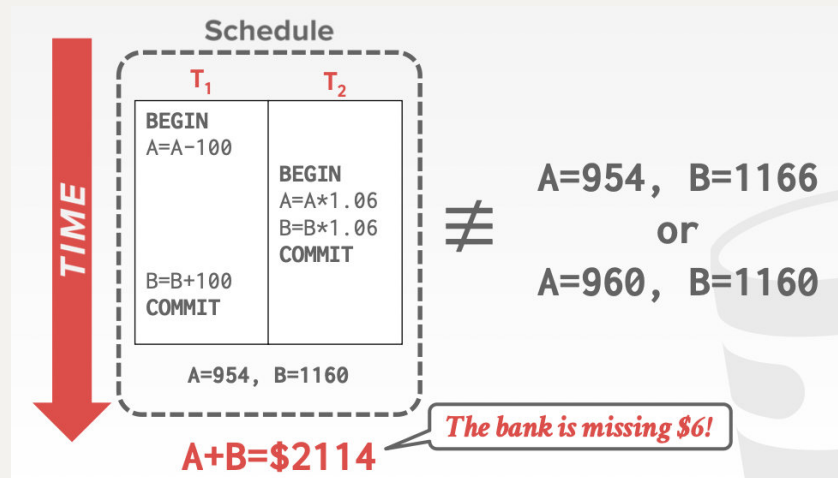 Schedule
TIME
T1 T2
BEGIN
A=A-100
BEGIN
A=A*1.06
B=B*1.06
COMMIT
B=B+100
COMMIT
A=954, B=1160
≢
A=954, B=1166
or
A=960, B=1160
The bank is missing $6!
A+B=$2114